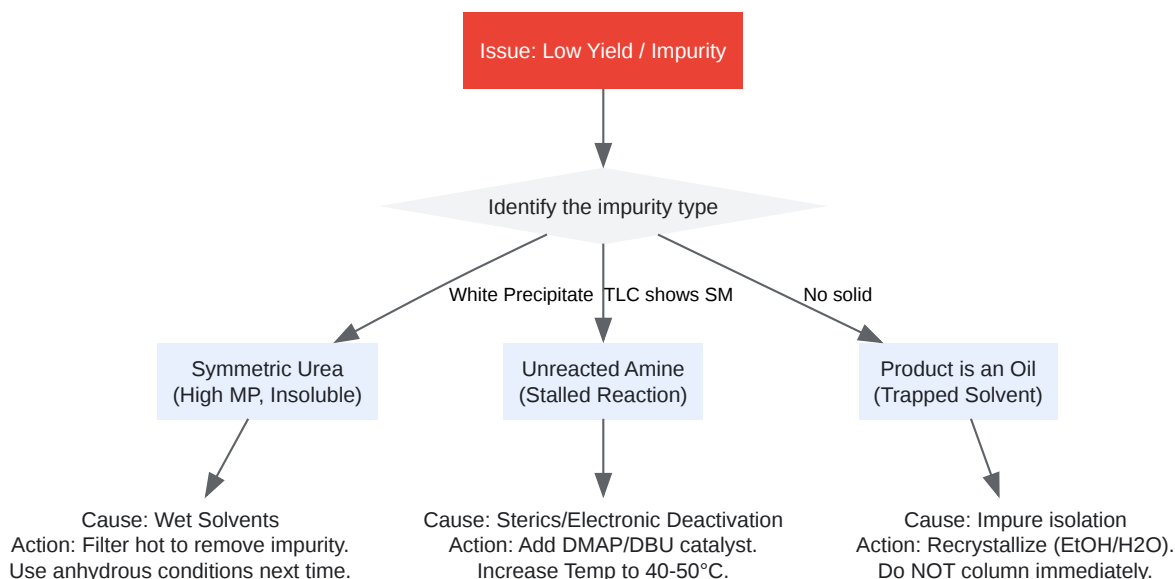 Issue: Low Yield / Impurity
Identify the impurity type
White Precipitate
TLC shows SM
No solid
Symmetric Urea
(High MP, Insoluble)
Unreacted Amine
(Stalled Reaction)
Product is an Oil
(Trapped Solvent)
Cause: Wet Solvents
Action: Filter hot to remove impurity.
Use anhydrous conditions next time.
Cause: Sterics/Electronic Deactivation
Action: Add DMAP/DBU catalyst.
Increase Temp to 40-50°C.
Cause: Impure isolation
Action: Recrystallize (EtOH/H2O).
Do NOT column immediately.